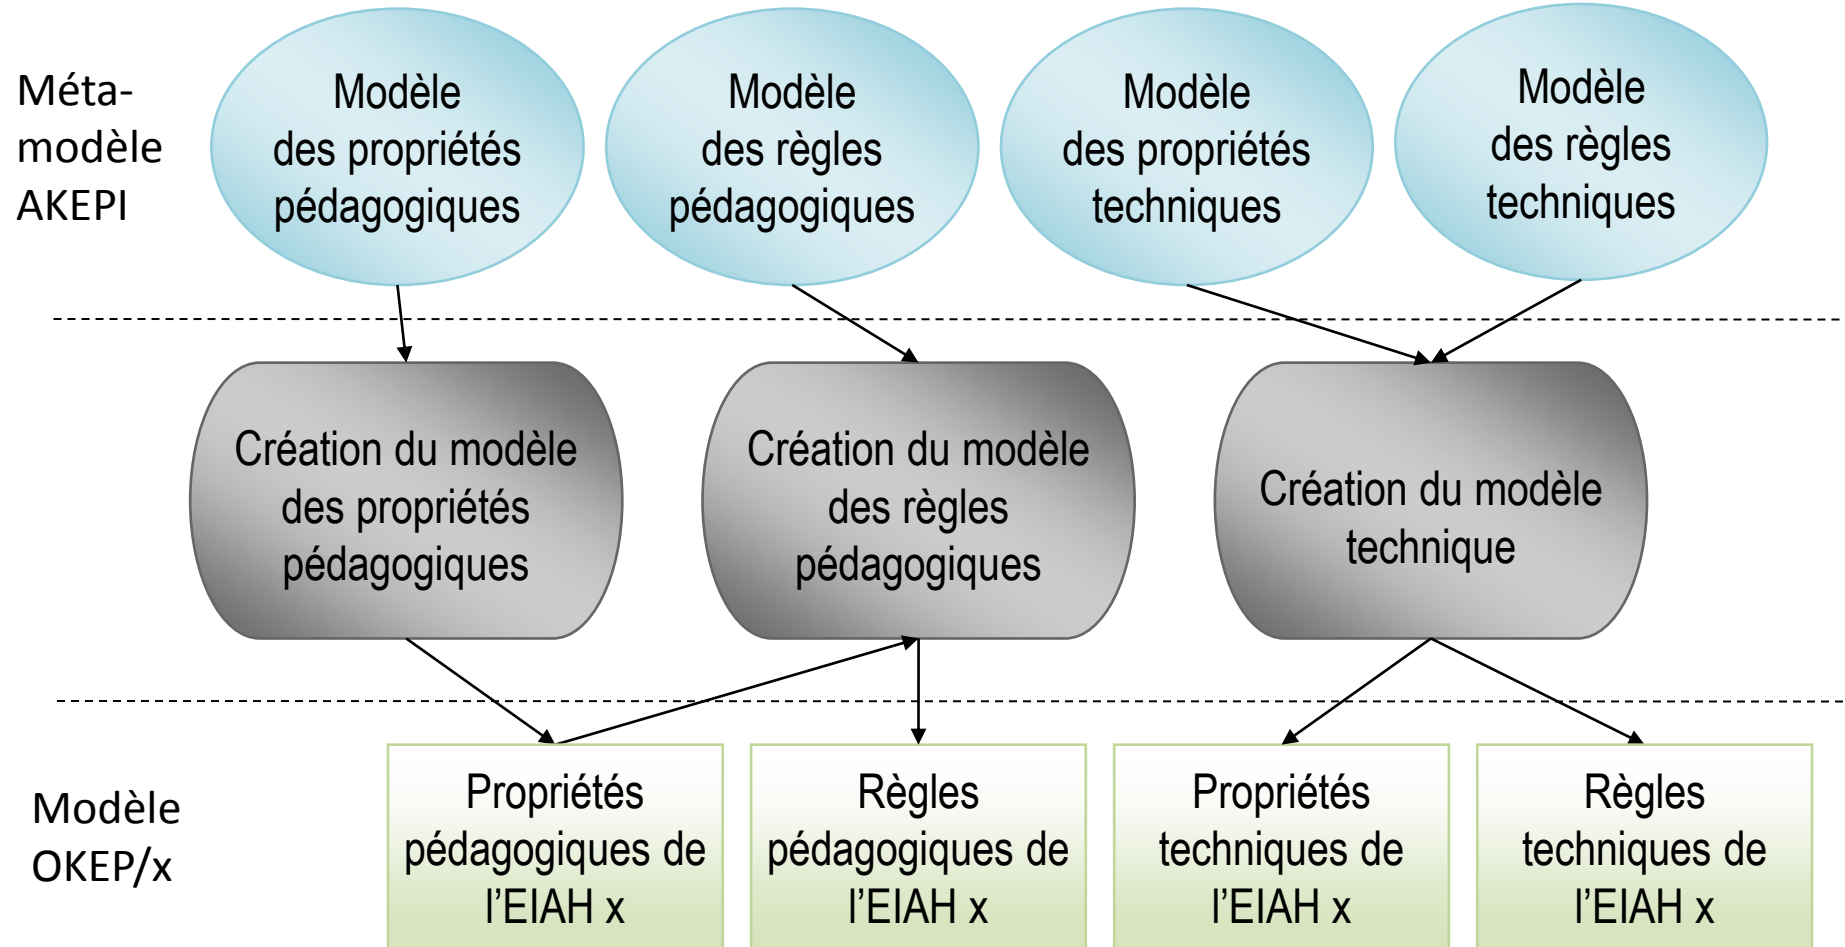 Méta-
modèle
AKEPI
Modèle
des propriétés
pédagogiques
Modèle
des règles
pédagogiques
Modèle
des propriétés
techniques
Modèle
des règles
techniques
Création du modèle
des propriétés
pédagogiques
Création du modèle
des règles
pédagogiques
Création du modèle
technique
Modèle
OKEP/x
Propriétés
pédagogiques de
l’EIAH x
Règles
pédagogiques de
l’EIAH x
Propriétés
techniques de
l’EIAH x
Règles
techniques de
l’EIAH x